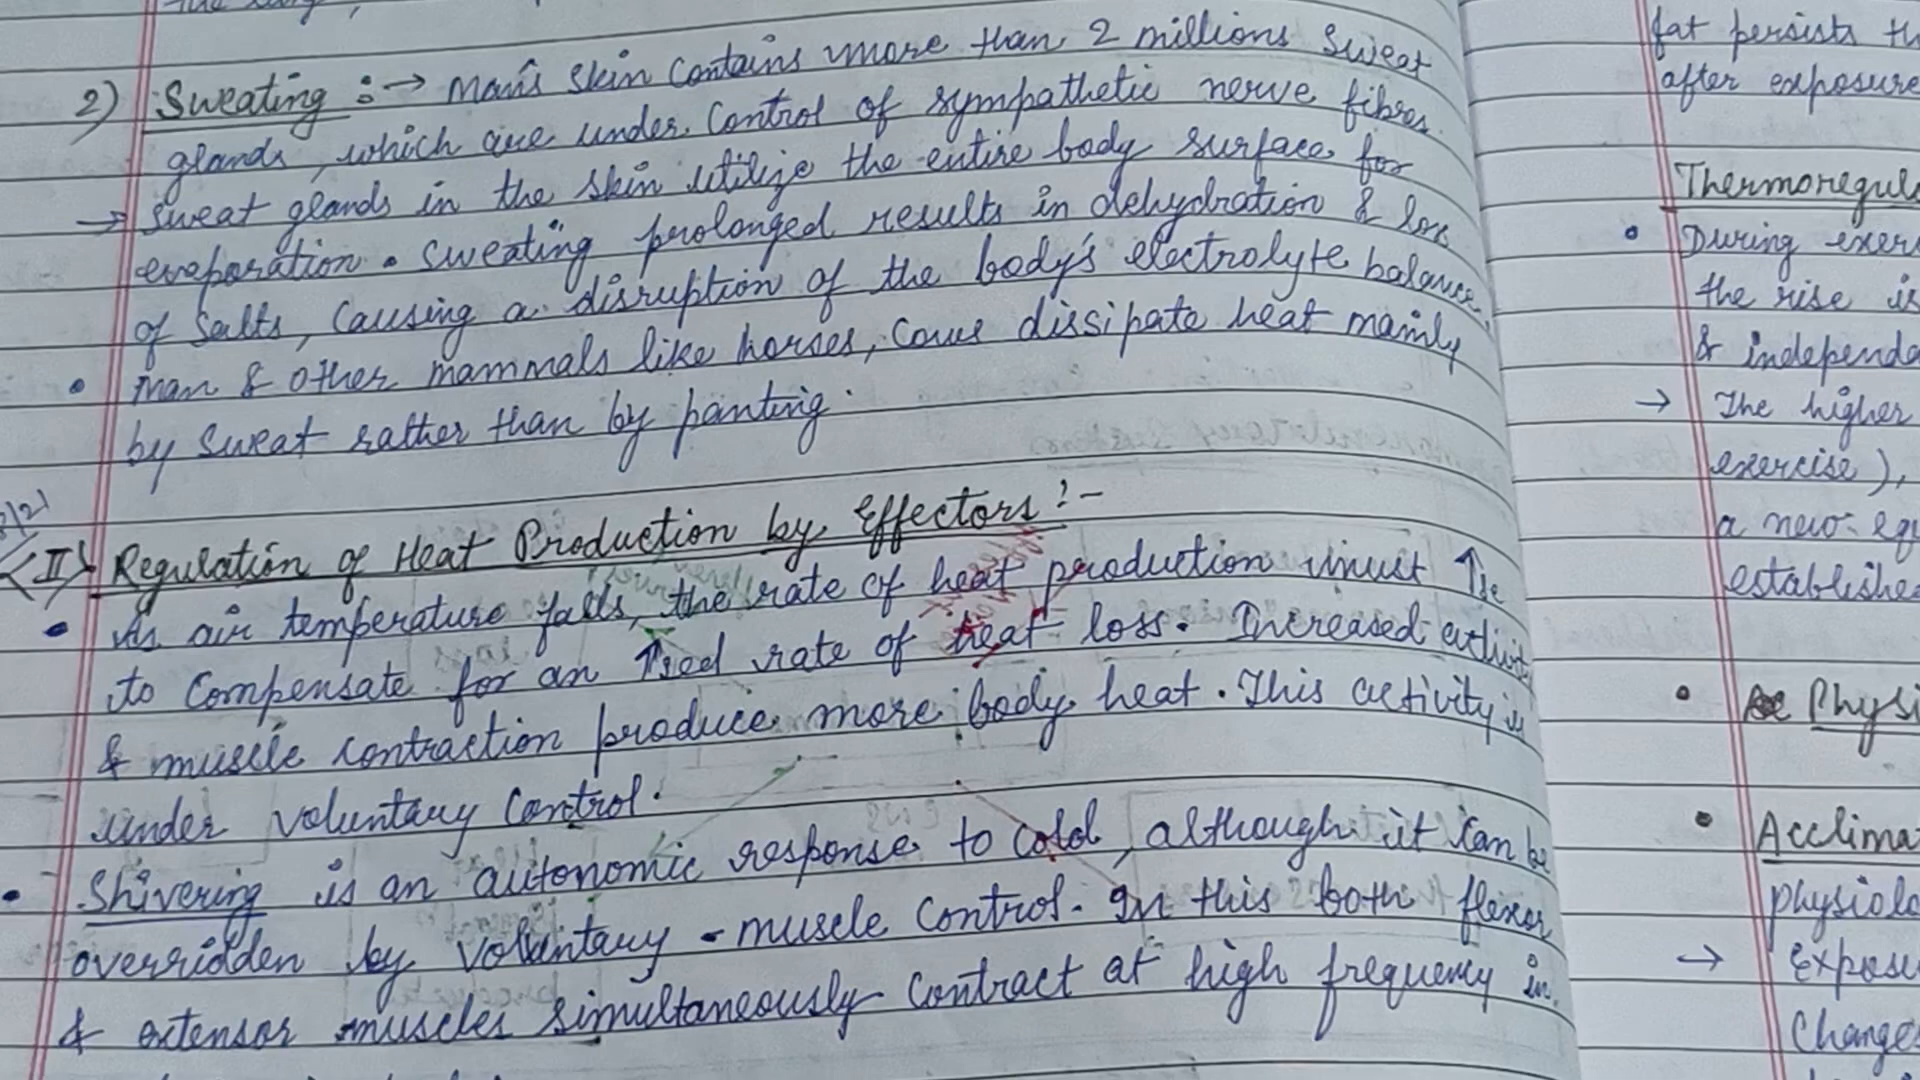 2) Sweating :→ Man's skin contains more than 2 millions sweat
glands, which are under control of sympathetic nerve fibres.
→ sweat glands in the skin utilize the entire body surface for
evaporation. sweating prolonged results in dehydration & loss
of salts, causing a disruption of the body's electrolyte balance.
• Man & other mammals like horses, cows dissipate heat mainly
by sweat rather than by panting.
<II> Regulation of Heat Production by Effectors :-
• As air temperature falls, the rate of heat production must ↑se
to compensate for an ↑sed rate of heat loss. Increased activity
& muscle contraction produce more body heat. This activity is
under voluntary control.
• Shivering is an autonomic response to cold, although it can be
overridden by voluntary - muscle control. In this both flexor
& extensor muscles simultaneously contract at high frequency in
fat persists
after exposure
Thermoregul
• During exer
the rise is
& independe
→ The higher
exercise),
a new eq
establishe
• Physi
• Acclima
physiolo
→ Exposu
Change